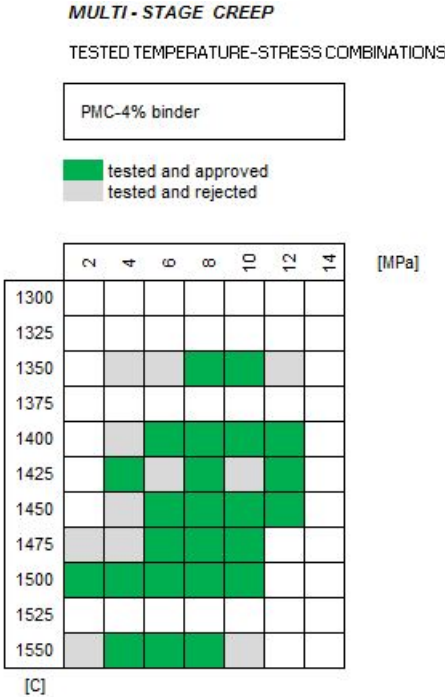 MULTI - STAGE CREEP
TESTED TEMPERATURE-STRESS COMBINATIONS
PMC-4% binder
tested and approved
tested and rejected
2 4 6 8 10 12 14 [MPa]
1300
1325
1350
1375
1400
1425
1450
1475
1500
1525
1550
[C]